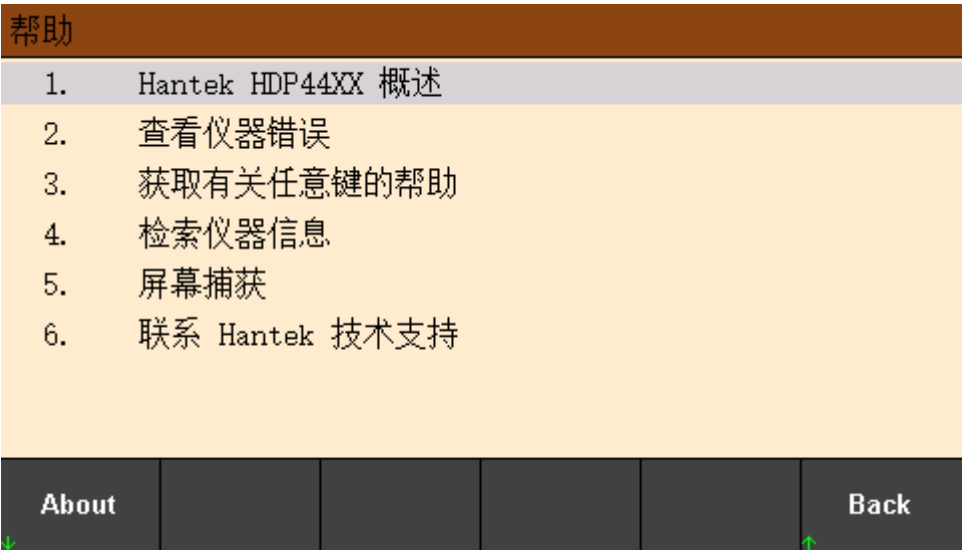 帮助
1. Hantek HDP44XX 概述
2. 查看仪器错误
3. 获取有关任意键的帮助
4. 检索仪器信息
5. 屏幕捕获
6. 联系 Hantek 技术支持
About Back